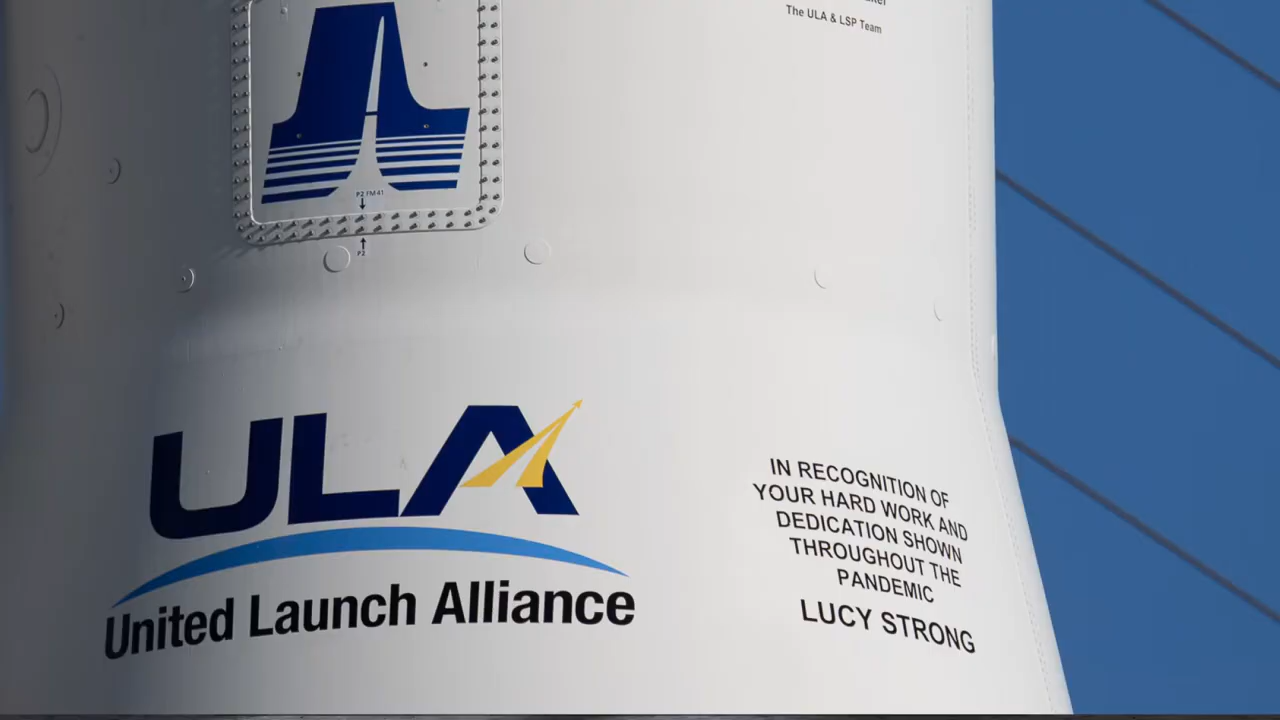 The ULA & LSP Team
P2 FM 41
P2
ULA
United Launch Alliance
IN RECOGNITION OF
YOUR HARD WORK AND
DEDICATION SHOWN
THROUGHOUT THE
PANDEMIC
LUCY STRONG